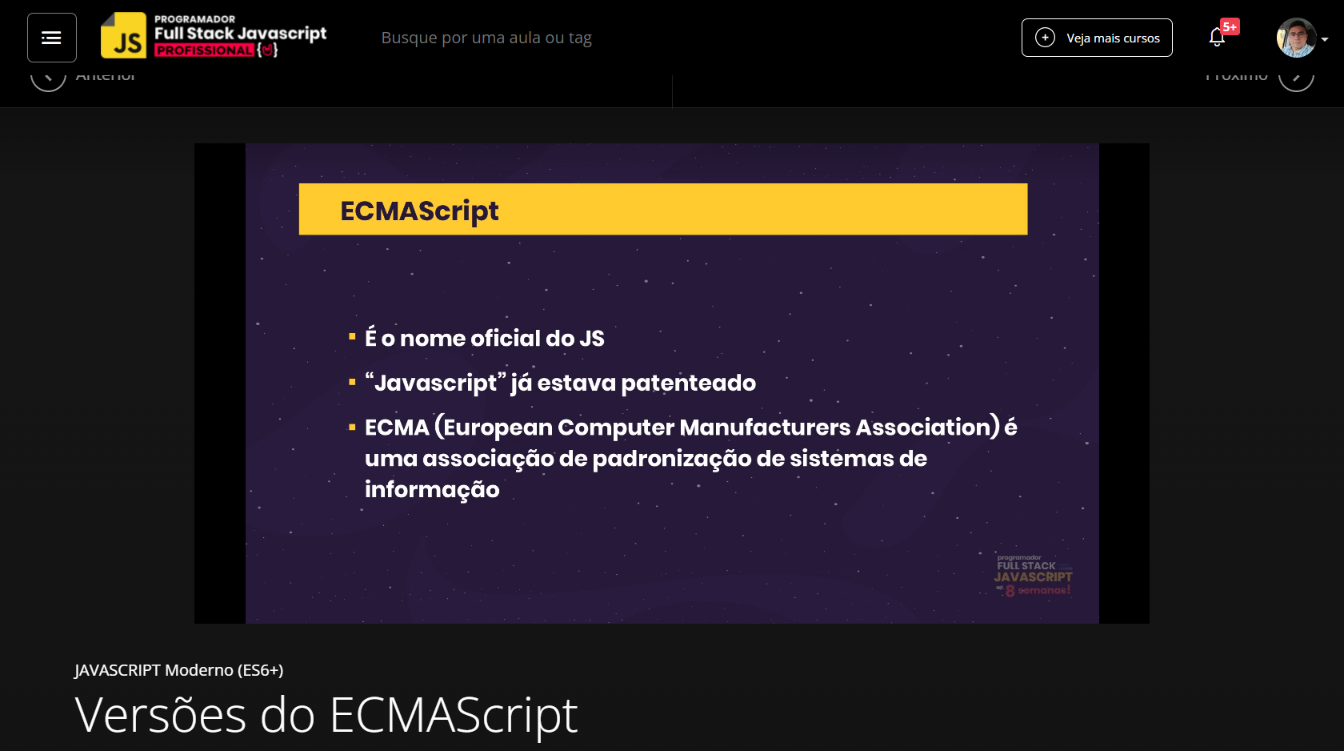 PROGRAMADOR
Full Stack Javascript
PROFISSIONAL
JS
Busque por uma aula ou tag
Veja mais cursos
5+
Anterior
Próximo
ECMAScript
É o nome oficial do JS
“Javascript” já estava patenteado
ECMA (European Computer Manufacturers Association) é
uma associação de padronização de sistemas de
informação
programador
FULL STACK
JAVASCRIPT
8 semanas!
JAVASCRIPT Moderno (ES6+)
Versões do ECMAScript